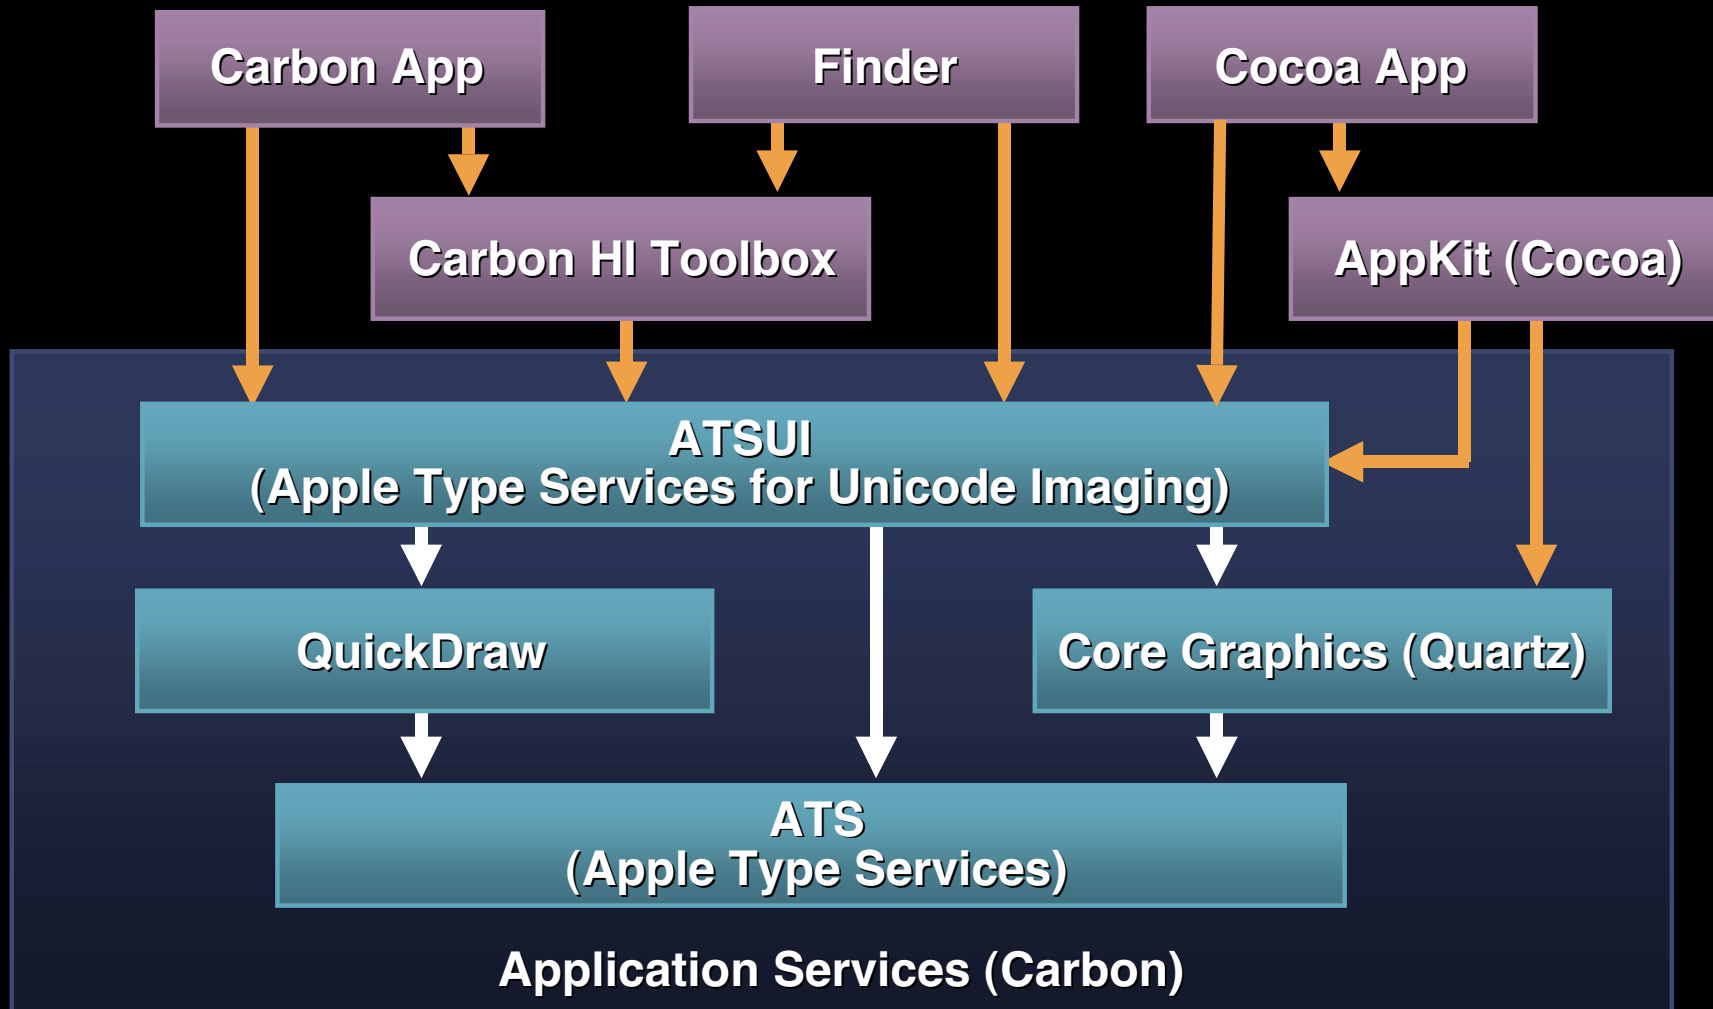 Carbon App
Finder
Cocoa App
Carbon HI Toolbox
AppKit (Cocoa)
ATSUI
(Apple Type Services for Unicode Imaging)
QuickDraw
Core Graphics (Quartz)
ATS
(Apple Type Services)
Application Services (Carbon)